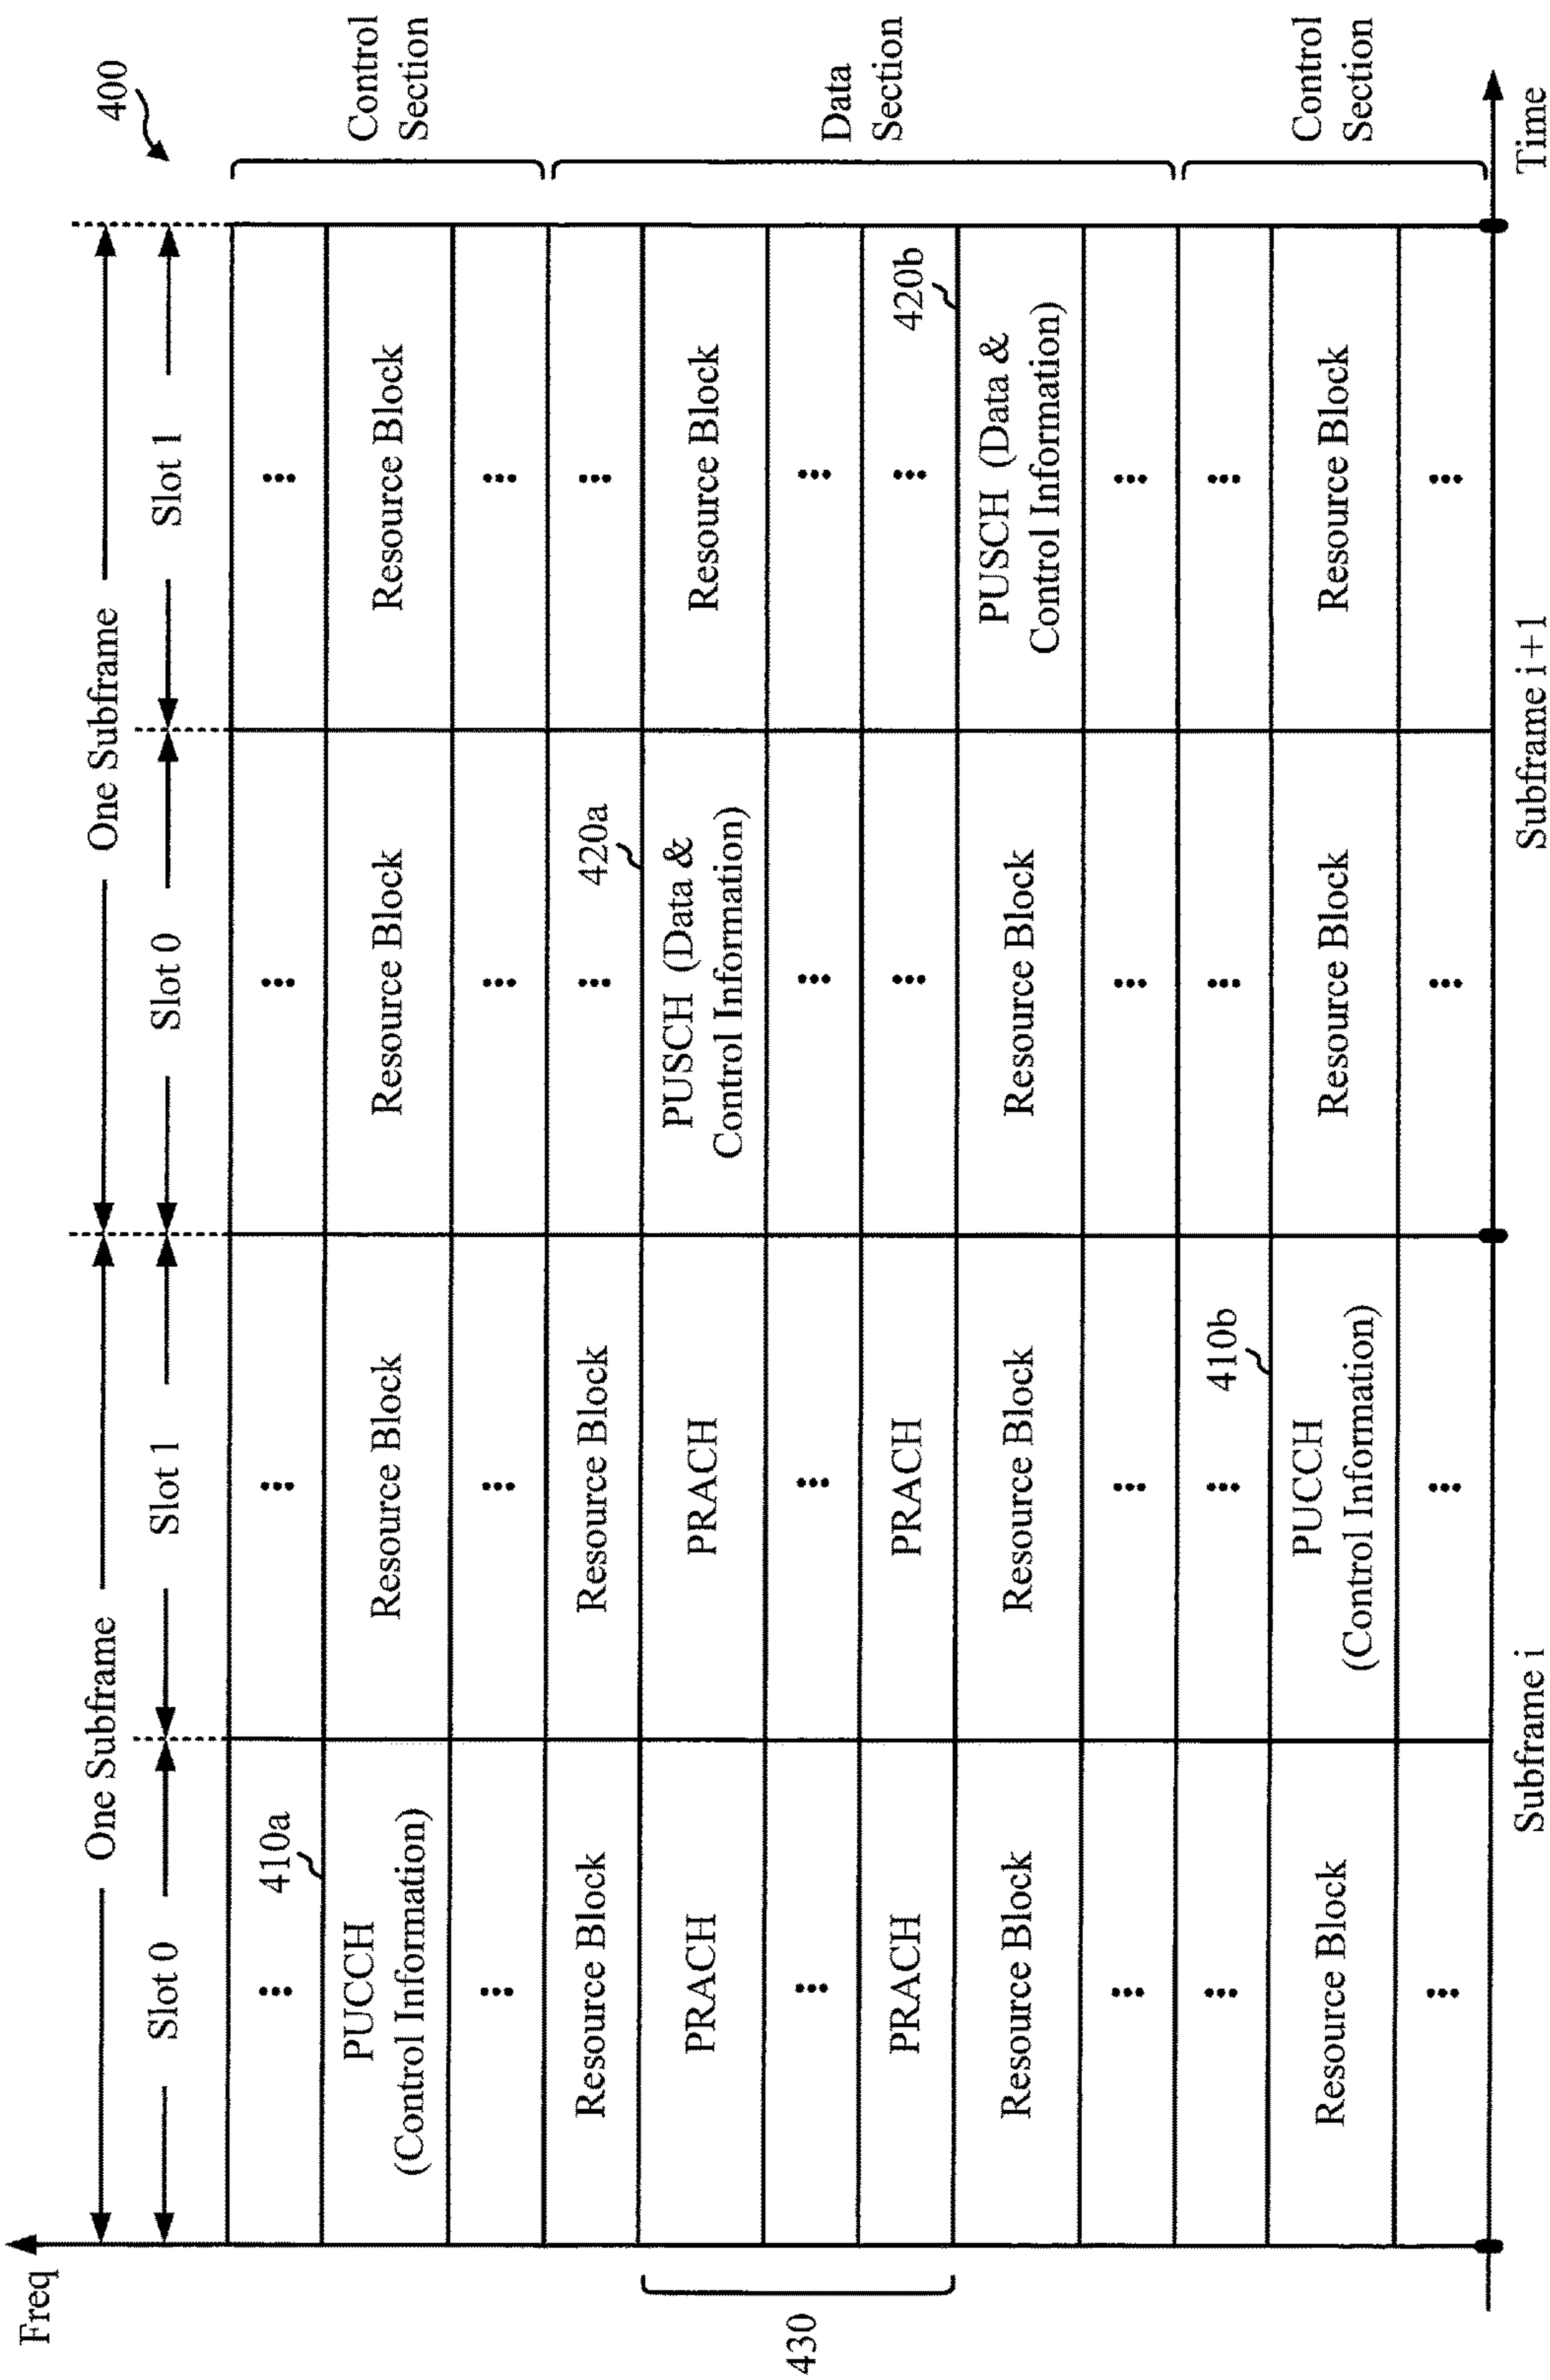 400
Freq
One Subframe
One Subframe
Slot 0
Slot 1
Slot 0
Slot 1
⋮
⋮
⋮
⋮
410a
PUCCH
(Control Information)
Resource Block
Resource Block
Resource Block
⋮
⋮
⋮
⋮
Control
Section
Resource Block
Resource Block
⋮
⋮
420a
430
PRACH
PRACH
PUSCH (Data &
Control Information)
Resource Block
⋮
⋮
⋮
⋮
PRACH
PRACH
⋮
⋮
420b
Resource Block
Resource Block
Resource Block
PUSCH (Data &
Control Information)
⋮
⋮
⋮
⋮
Data
Section
⋮
⋮
410b
⋮
⋮
Resource Block
PUCCH
(Control Information)
Resource Block
Resource Block
⋮
⋮
⋮
⋮
Control
Section
Subframe i
Subframe i + 1
Time